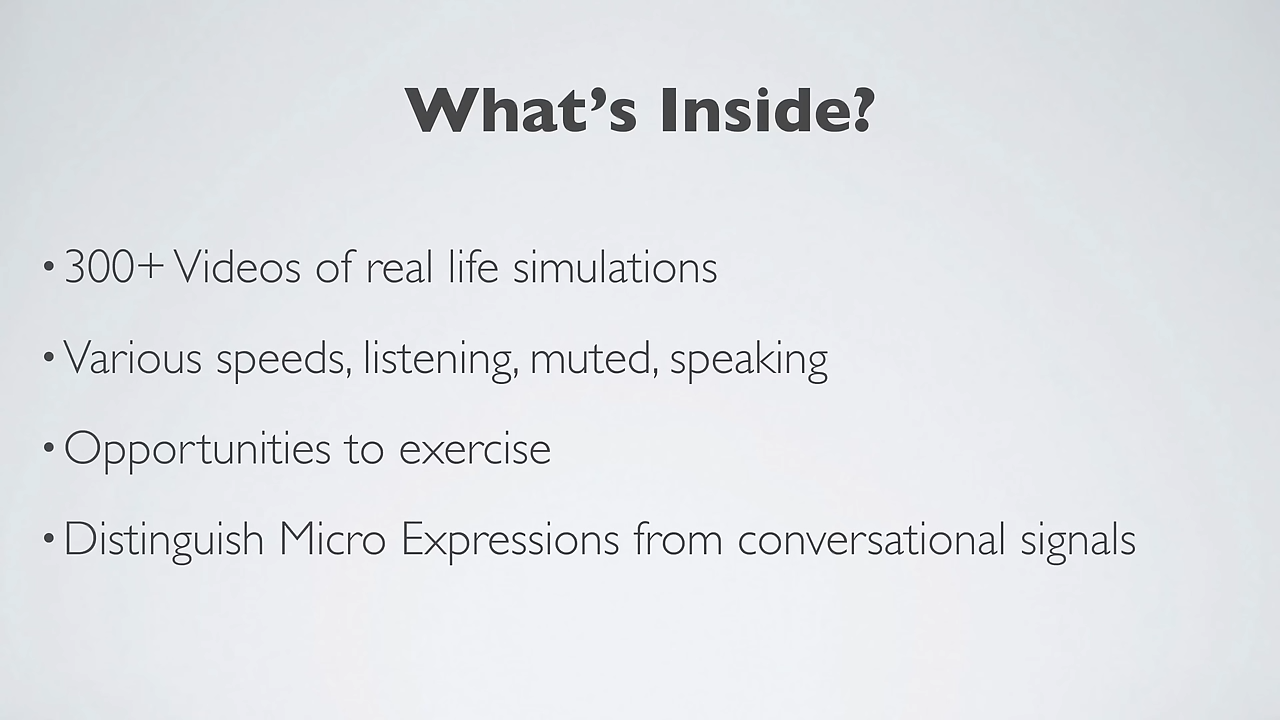 What’s Inside?
• 300+ Videos of real life simulations
• Various speeds, listening, muted, speaking
• Opportunities to exercise
• Distinguish Micro Expressions from conversational signals